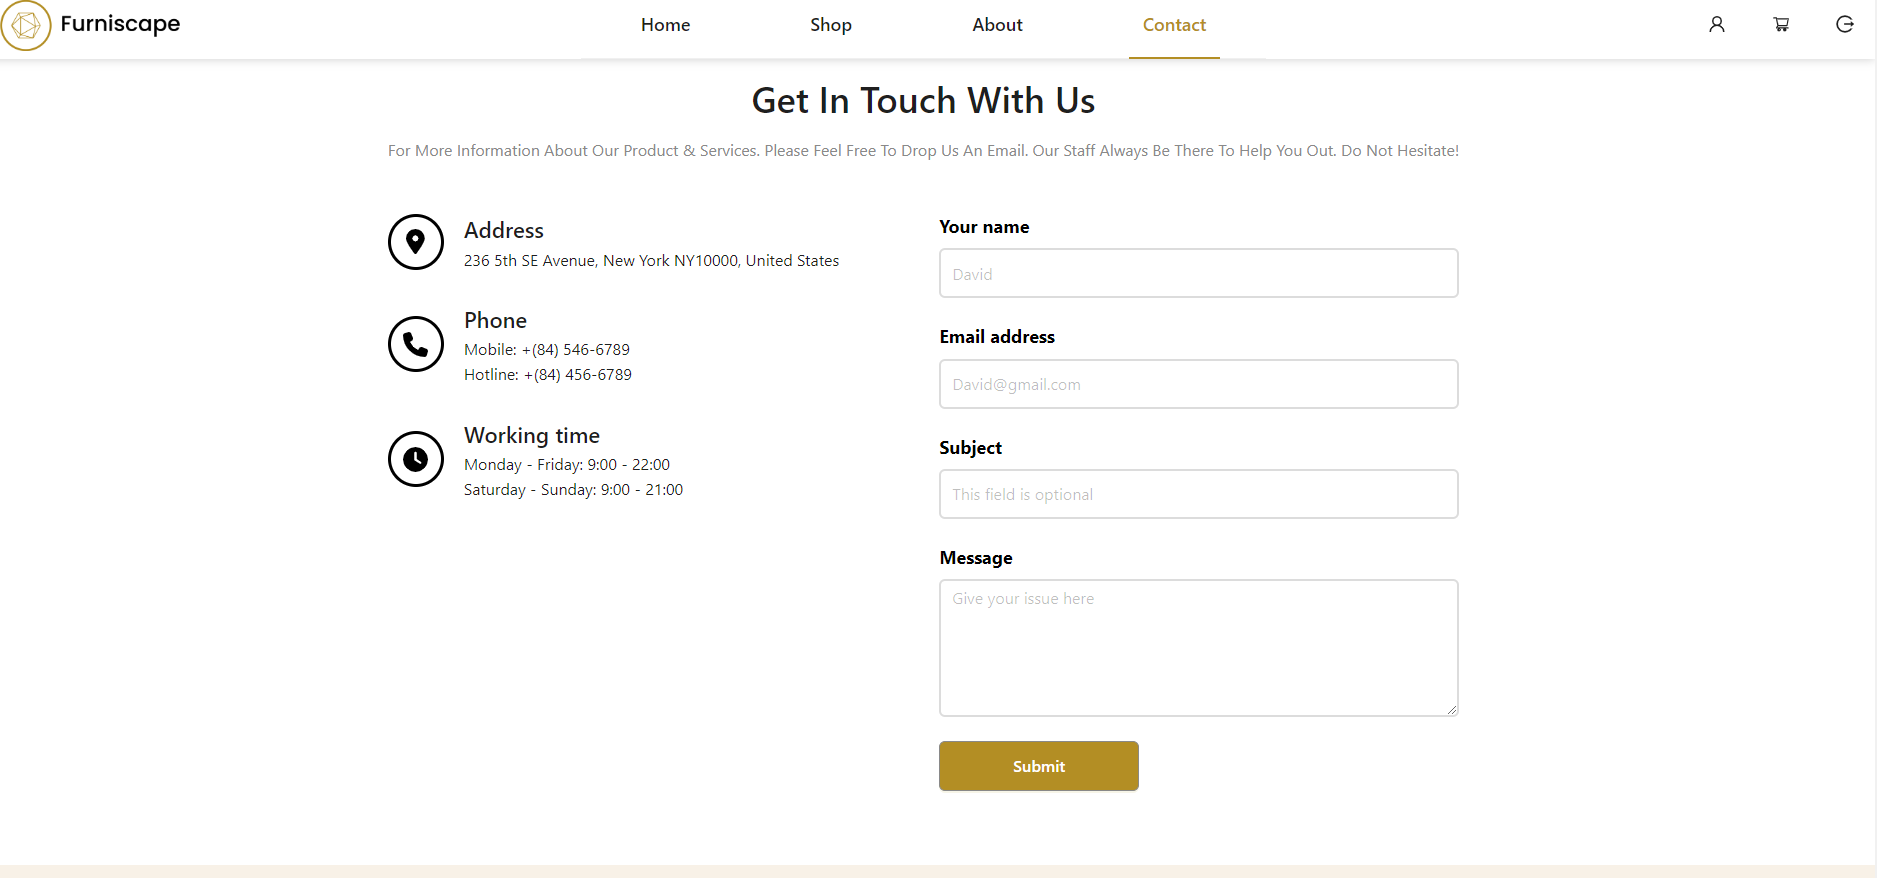 Furniscape
Home
Shop
About
Contact
Get In Touch With Us
For More Information About Our Product & Services. Please Feel Free To Drop Us An Email. Our Staff Always Be There To Help You Out. Do Not Hesitate!
Address
236 5th SE Avenue, New York NY10000, United States
Phone
Mobile: +(84) 546-6789
Hotline: +(84) 456-6789
Working time
Monday - Friday: 9:00 - 22:00
Saturday - Sunday: 9:00 - 21:00
Your name
David
Email address
David@gmail.com
Subject
This field is optional
Message
Give your issue here
Submit